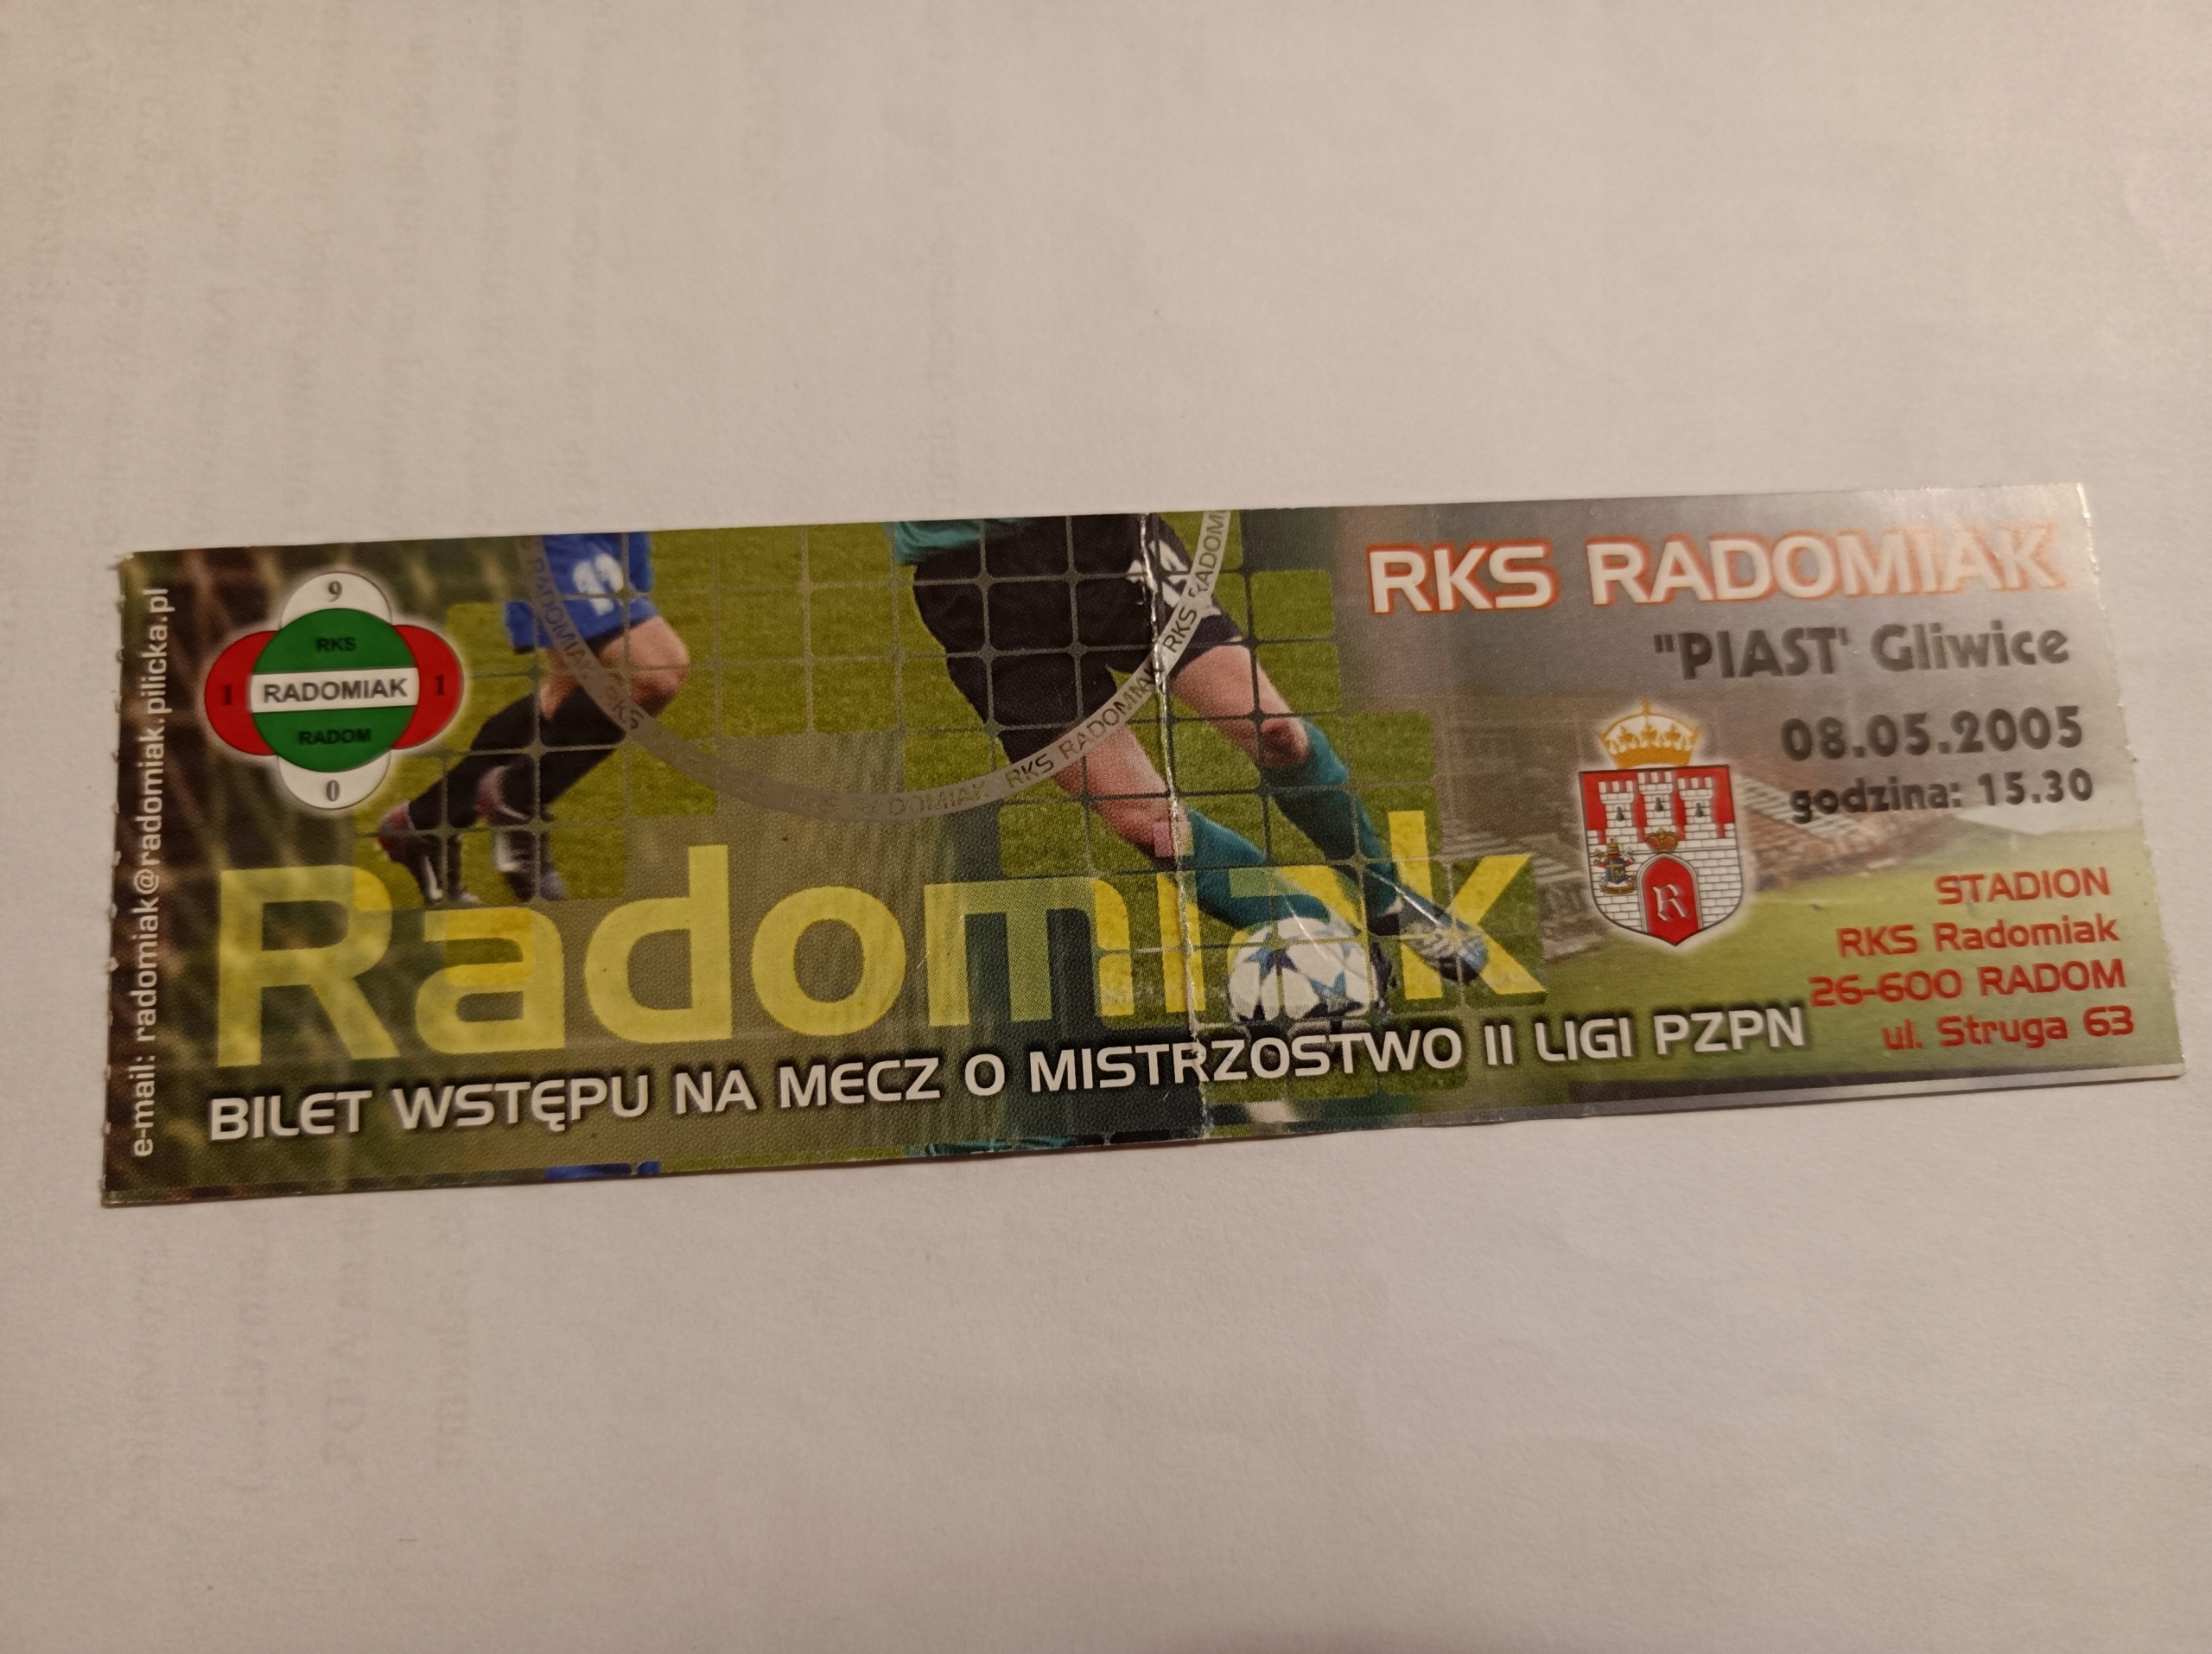 e-mail: radomiak@radomiak.pilicka.pl
9
RKS
1 RADOMIAK 1
RADOM
0
RKS RADOMIAK RKS RADOM
RKS RADOMIAK
"PIAST' Gliwice
08.05.2005
godzina: 15.30
R
STADION
RKS Radomiak
26-600 RADOM
ul. Struga 63
Radomiak
BILET WSTĘPU NA MECZ O MISTRZOSTWO II LIGI PZPN